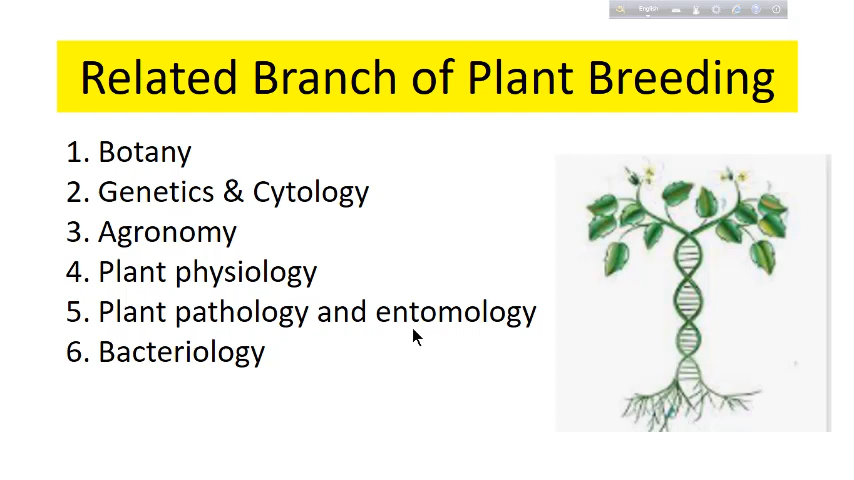 English
Related Branch of Plant Breeding
1. Botany
2. Genetics & Cytology
3. Agronomy
4. Plant physiology
5. Plant pathology and entomology
6. Bacteriology